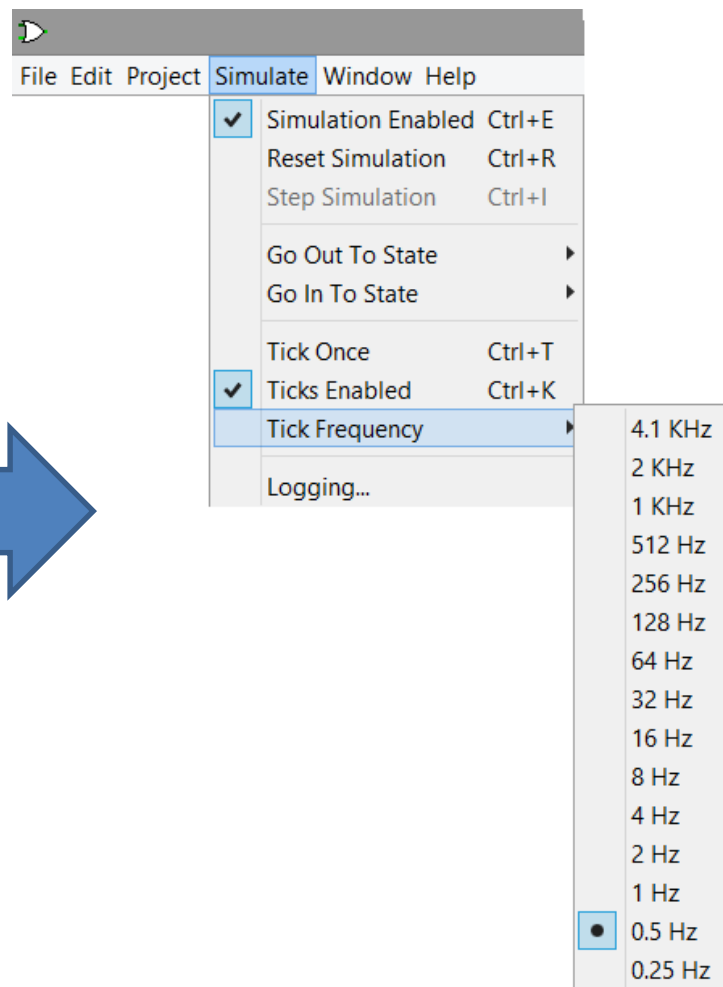 File Edit Project Simulate Window Help
Simulation Enabled Ctrl+E
Reset Simulation Ctrl+R
Step Simulation Ctrl+I
Go Out To State
Go In To State
Tick Once Ctrl+T
Ticks Enabled Ctrl+K
Tick Frequency
Logging...
4.1 KHz
2 KHz
1 KHz
512 Hz
256 Hz
128 Hz
64 Hz
32 Hz
16 Hz
8 Hz
4 Hz
2 Hz
1 Hz
0.5 Hz
0.25 Hz